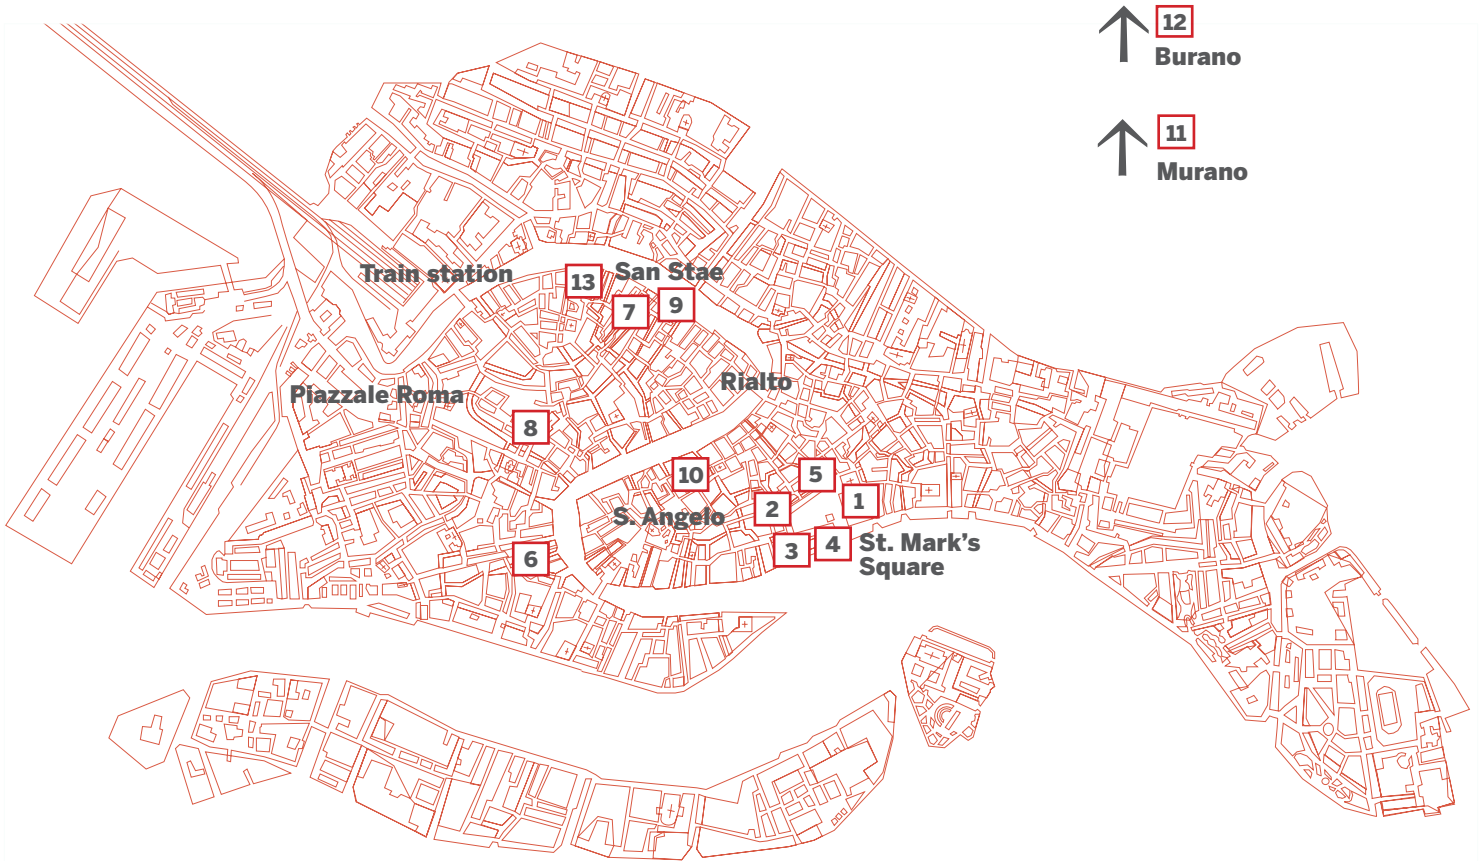 12
Burano
11
Murano
Train station
13
San Stae
7
9
Piazzale Roma
Rialto
8
10
5
S. Angelo
2
1
6
3
4
St. Mark's
Square